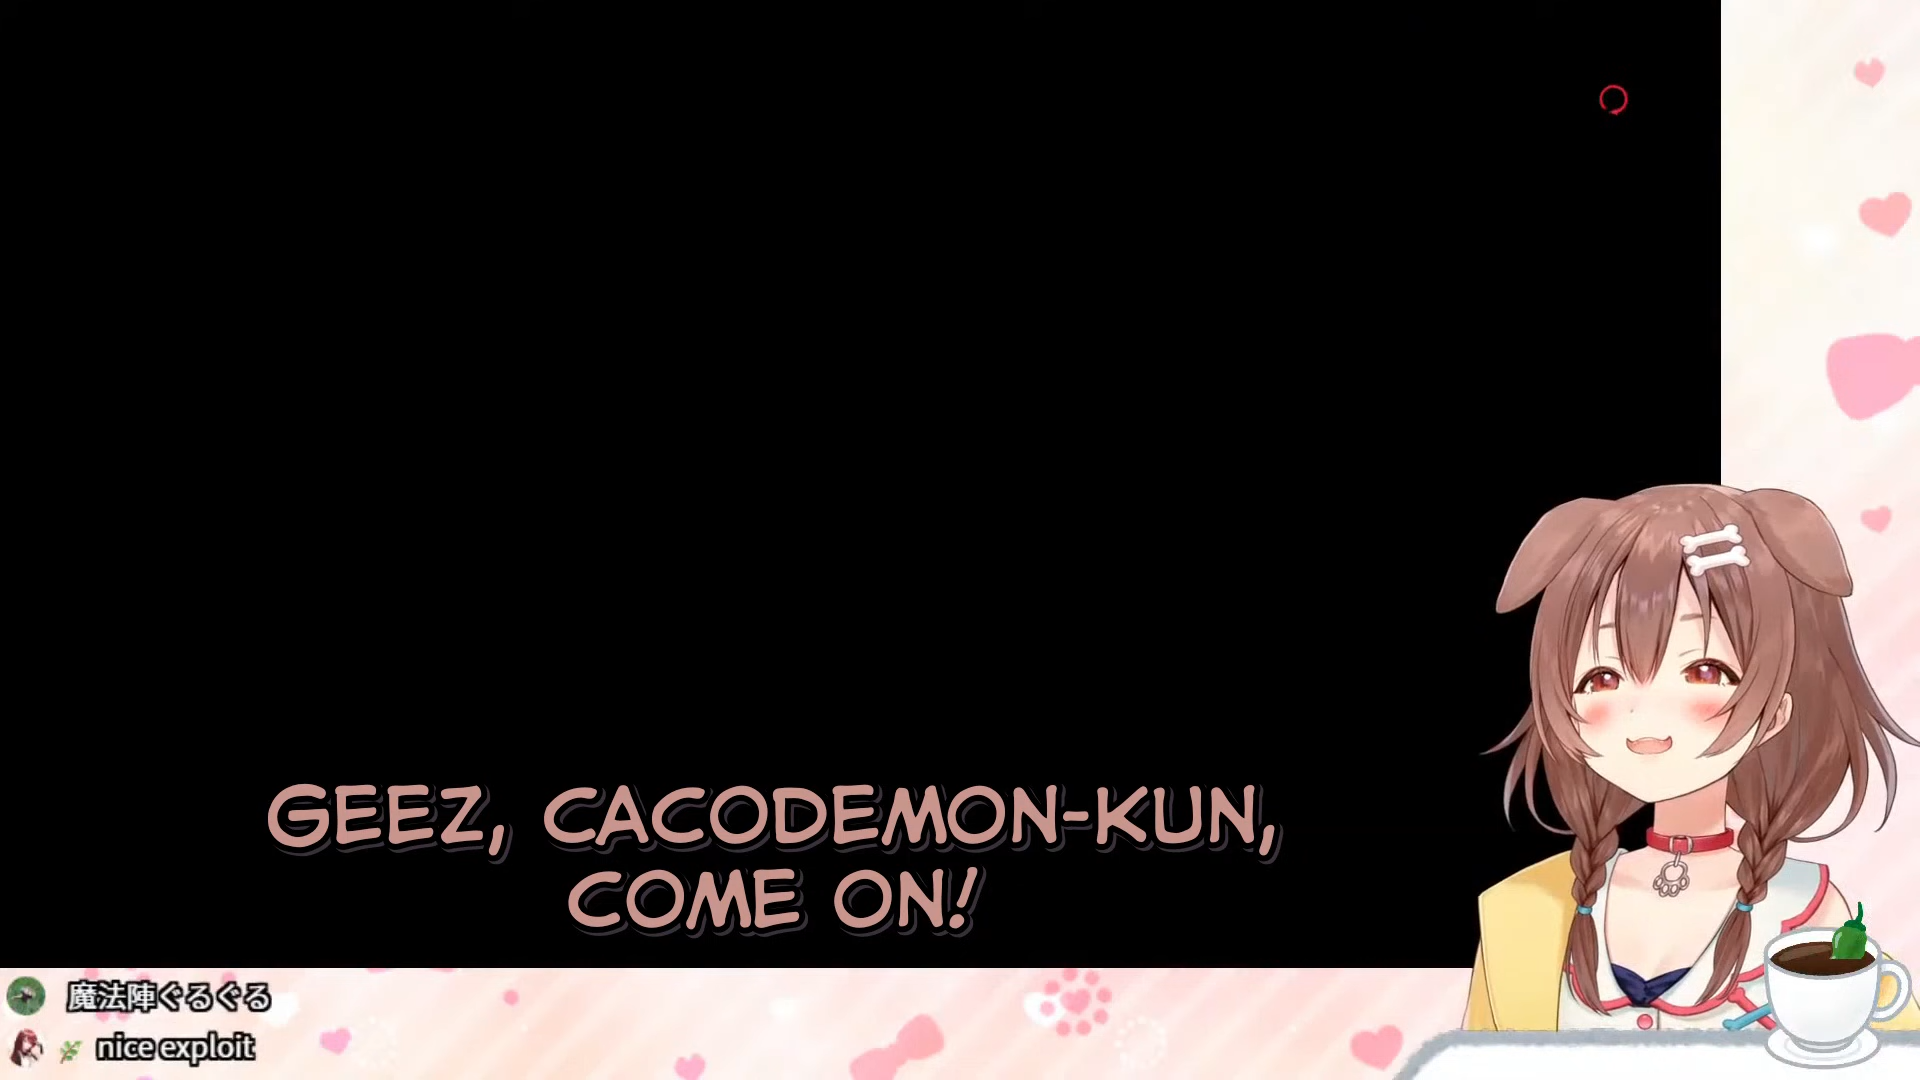 GEEZ, CACODEMON-KUN,
COME ON!
魔法陣ぐるぐる
nice exploit